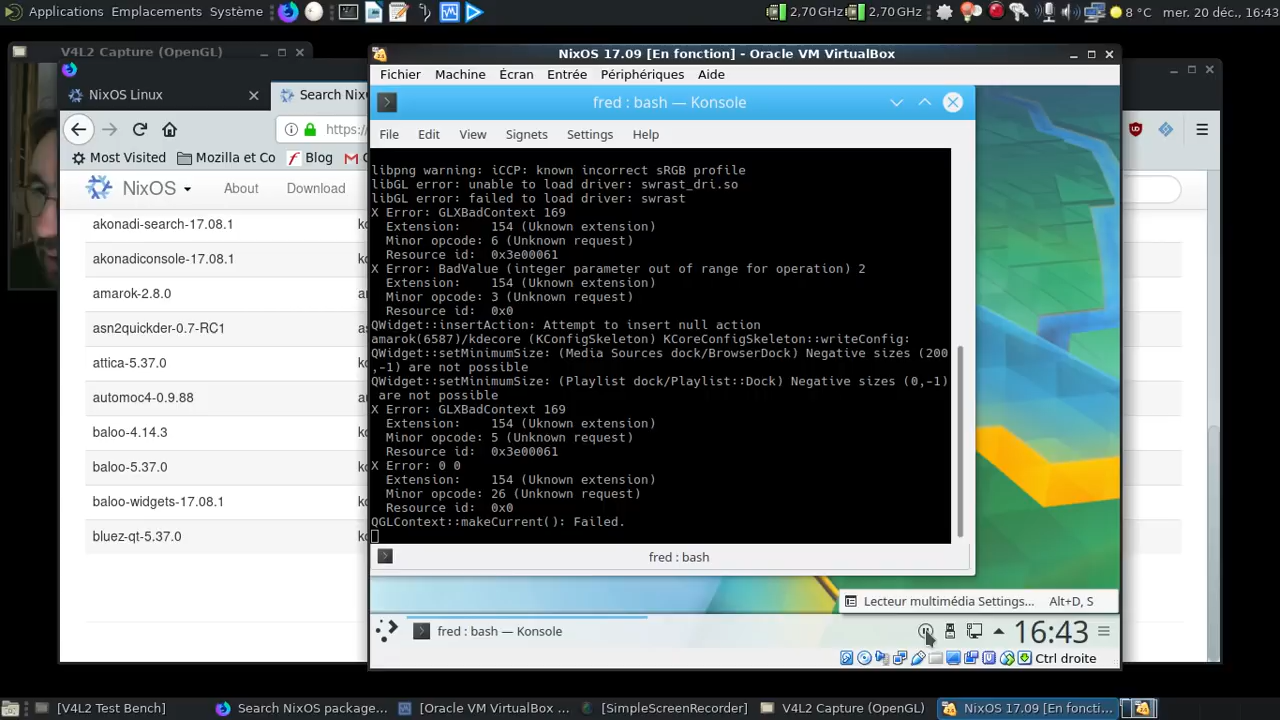 Applications Emplacements Système
2,70 GHz 2,70 GHz
8 °C mer. 20 déc., 16:43
V4L2 Capture (OpenGL)
NixOS 17.09 [En fonction] - Oracle VM VirtualBox
Fichier Machine Écran Entrée Périphériques Aide
NixOS Linux
Search NixO
fred : bash — Konsole
https:/
File Edit View Signets Settings Help
Most Visited Mozilla et Co Blog
NixOS About Download
akonadi-search-17.08.1
akonadiconsole-17.08.1
amarok-2.8.0
asn2quickder-0.7-RC1
attica-5.37.0
automoc4-0.9.88
baloo-4.14.3
baloo-5.37.0
baloo-widgets-17.08.1
bluez-qt-5.37.0
libpng warning: iCCP: known incorrect sRGB profile
libGL error: unable to load driver: swrast_dri.so
libGL error: failed to load driver: swrast
X Error: GLXBadContext 169
Extension: 154 (Uknown extension)
Minor opcode: 6 (Unknown request)
Resource id: 0x3e00061
X Error: BadValue (integer parameter out of range for operation) 2
Extension: 154 (Uknown extension)
Minor opcode: 3 (Unknown request)
Resource id: 0x0
QWidget::insertAction: Attempt to insert null action
amarok(6587)/kdecore (KConfigSkeleton) KCoreConfigSkeleton::writeConfig:
QWidget::setMinimumSize: (Media Sources dock/BrowserDock) Negative sizes (200
,-1) are not possible
QWidget::setMinimumSize: (Playlist dock/Playlist::Dock) Negative sizes (0,-1)
are not possible
X Error: GLXBadContext 169
Extension: 154 (Uknown extension)
Minor opcode: 5 (Unknown request)
Resource id: 0x3e00061
X Error: 0 0
Extension: 154 (Uknown extension)
Minor opcode: 26 (Unknown request)
Resource id: 0x0
QGLContext::makeCurrent(): Failed.
fred : bash
Lecteur multimédia Settings... Alt+D, S
fred : bash — Konsole
16:43
Ctrl droite
[V4L2 Test Bench]
Search NixOS package...
[Oracle VM VirtualBox ...
[SimpleScreenRecorder]
V4L2 Capture (OpenGL)
NixOS 17.09 [En foncti...